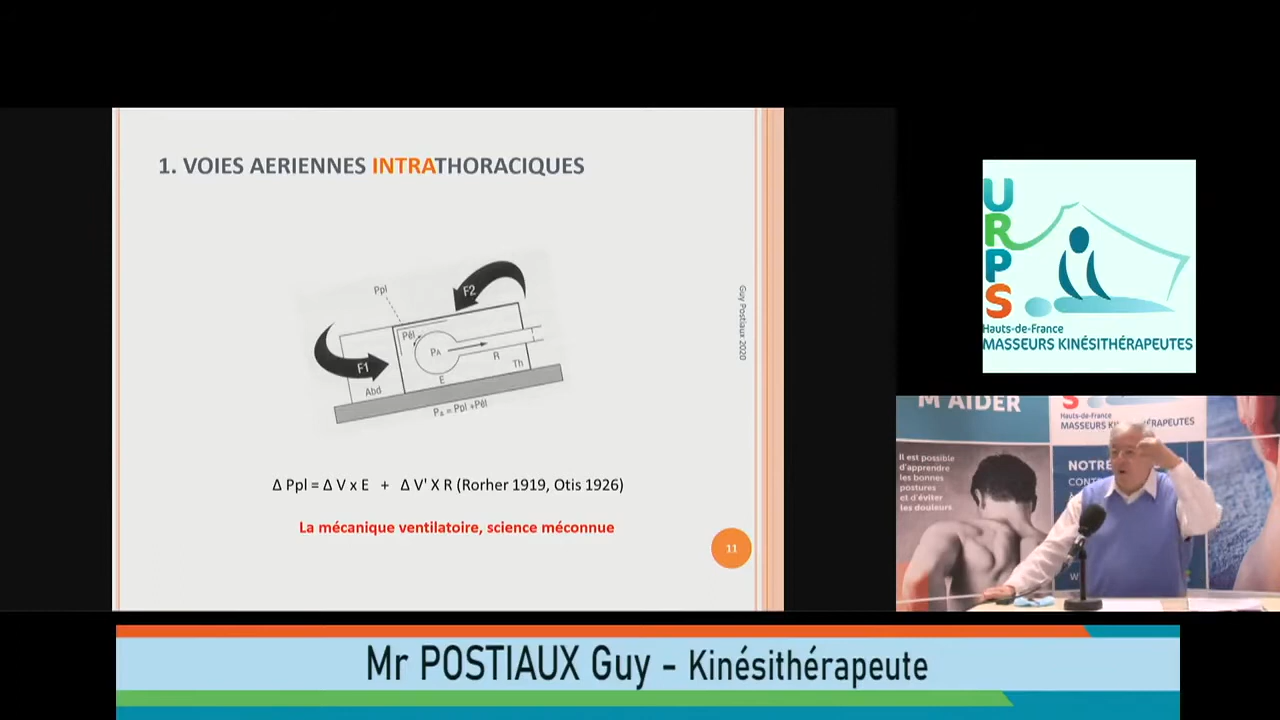 1. VOIES AERIENNES INTRATHORACIQUES
Ppl
F2
Pél
PA
R
F1
Abd
E
Th
PA = Ppl +Pél
Δ Ppl = Δ V x E + Δ V' X R (Rorher 1919, Otis 1926)
La mécanique ventilatoire, science méconnue
11
Guy Postiaux 2020
URPS
Hauts-de-France
MASSEURS KINÉSITHÉRAPEUTES
M'AIDER
Il est possible
d'apprendre
les bonnes
postures
et d'éviter
les douleurs
S
Hauts-de-France
MASSEURS
NOTRE
Mr POSTIAUX Guy - Kinésithérapeute